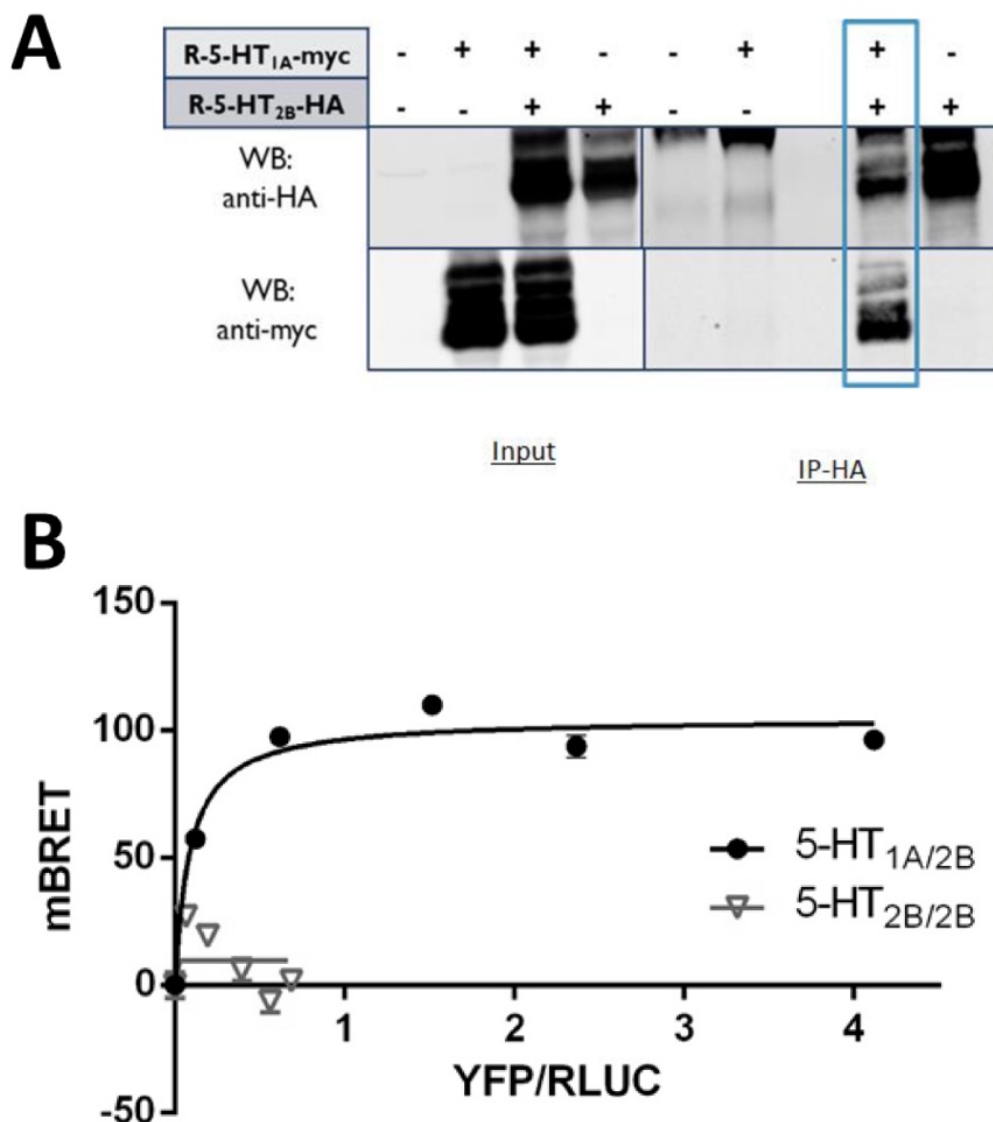 A
R-5-HT1A-myc - + + - - + + -
R-5-HT2B-HA - - + + - - + +
WB:
anti-HA
WB:
anti-myc
Input
IP-HA
B
150
100
50
0
-50
mBRET
1 2 3 4
YFP/RLUC
5-HT1A/2B
5-HT2B/2B